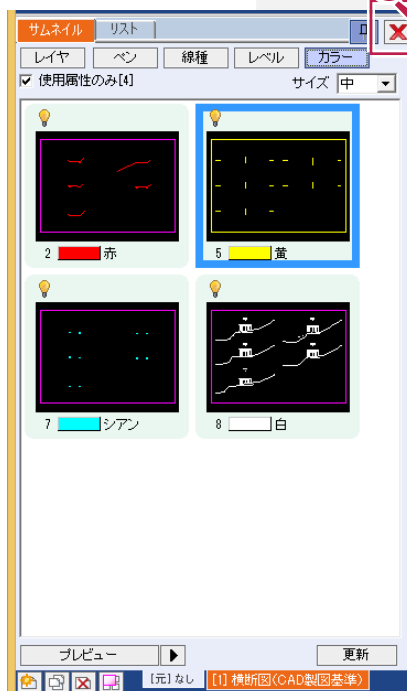 サムネイル リスト
レイヤ ペン 線種 レベル カラー
使用属性のみ[4] サイズ 中
2 赤 5 黄
7 シアン 8 白
プレビュー 更新
[元] なし [1] 横断図(CAD製図基準)